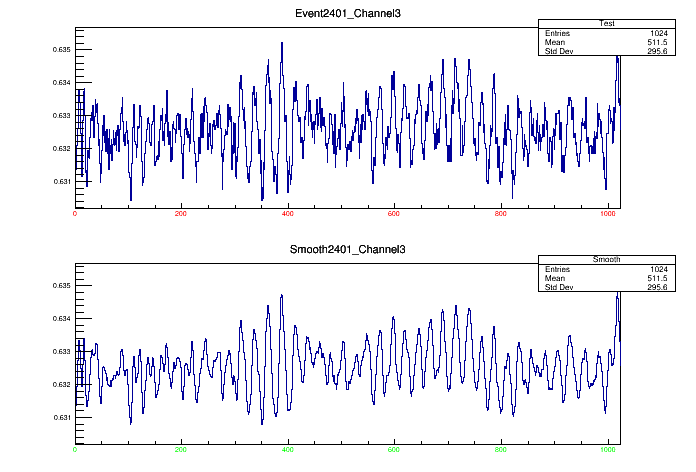 Event2401_Channel3
Test
Entries 1024
Mean 511.5
Std Dev 295.6
0.635
0.634
0.633
0.632
0.631
0 200 400 600 800 1000
Smooth2401_Channel3
Smooth
Entries 1024
Mean 511.5
Std Dev 295.6
0.635
0.634
0.633
0.632
0.631
0 200 400 600 800 1000